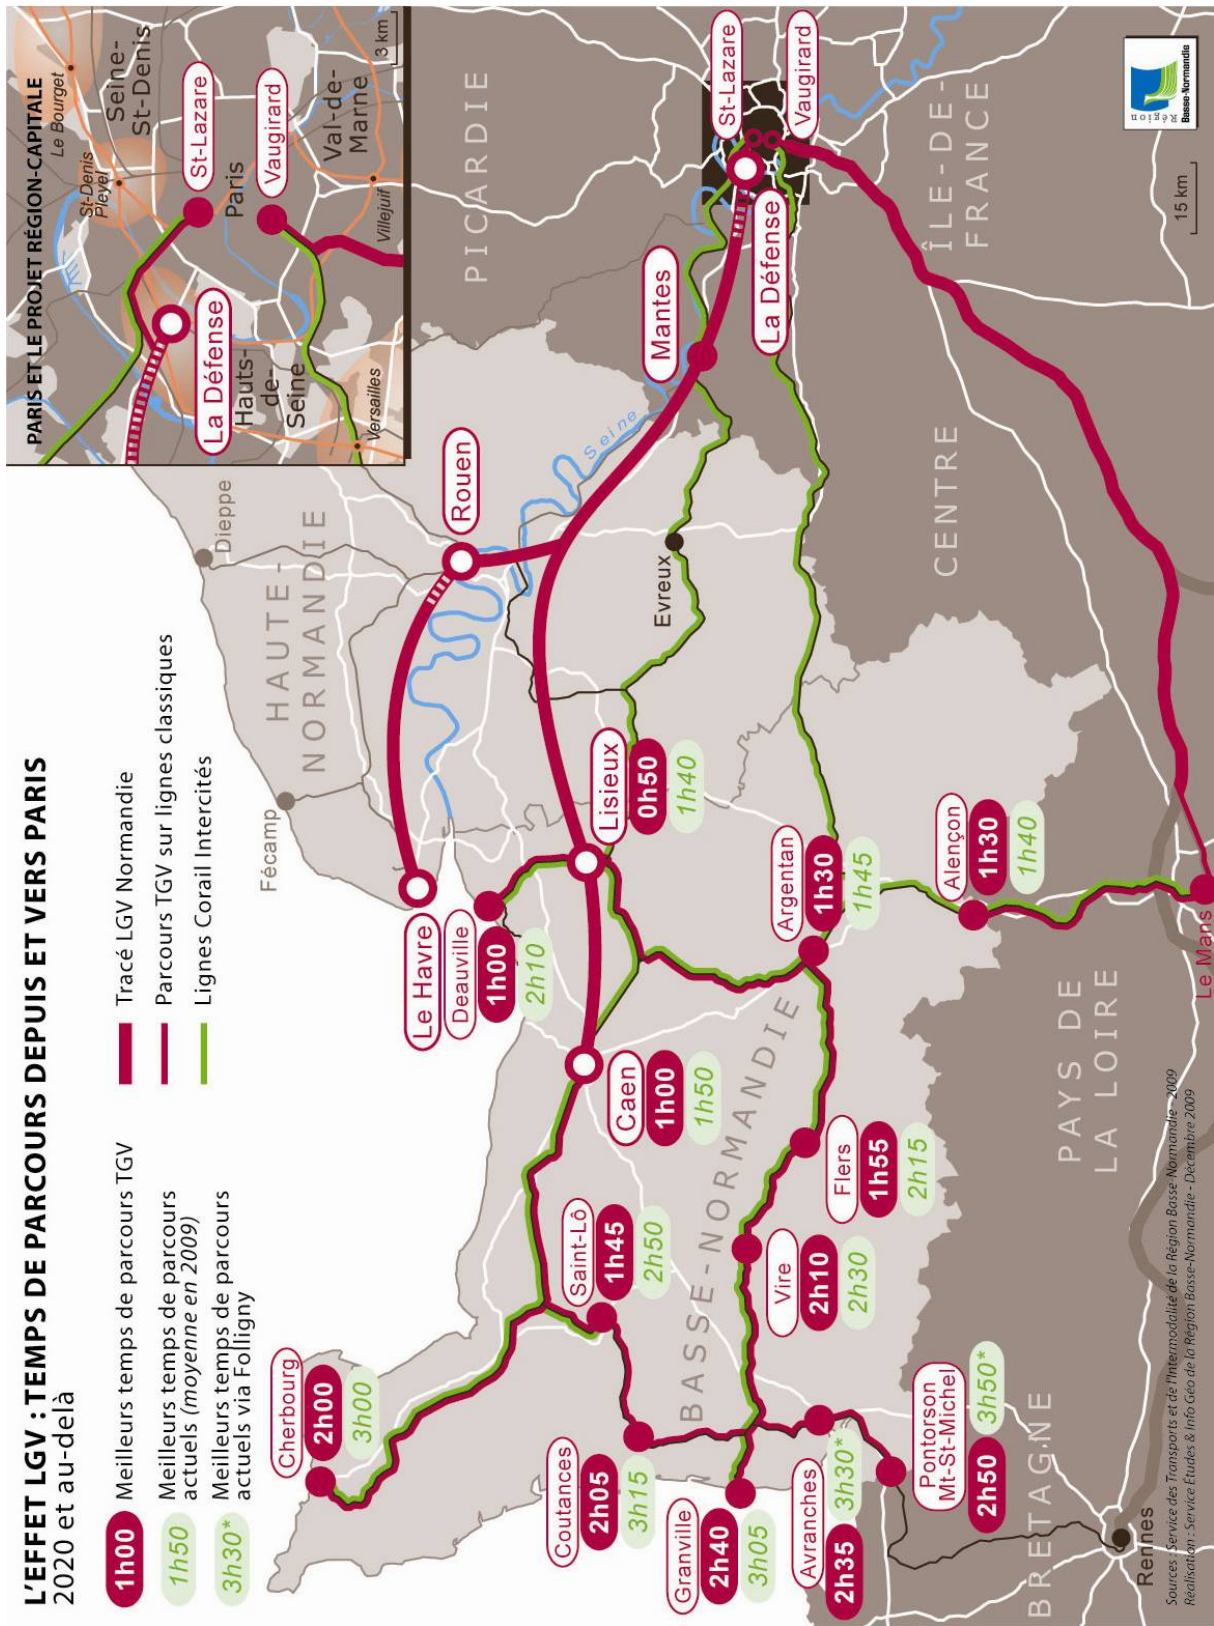 L'EFFET LGV : TEMPS DE PARCOURS DEPUIS ET VERS PARIS
2020 et au-delà
1h00
Meilleurs temps de parcours TGV
1h50
Meilleurs temps de parcours
actuels (moyenne en 2009)
3h30*
Meilleurs temps de parcours
actuels via Folligny
Tracé LGV Normandie
Parcours TGV sur lignes classiques
Lignes Corail Intercités
PARIS ET LE PROJET RÉGION-CAPITALE
Le Bourget
Seine-
St-Denis
St-Denis
Pleyel
St-Lazare
Paris
Vaugirard
La Défense
Hauts-
de-
Seine
Val-de-
Marne
Villejuif
Versailles
3 km
Cherbourg
2h00
3h00
Fécamp
Dieppe
HAUTE-
NORMANDIE
PICARDIE
Le Havre
Deauville
1h00
2h10
Rouen
Seine
Mantes
St-Lazare
Vaugirard
La Défense
Saint-Lô
1h45
2h50
Caen
1h00
1h50
Lisieux
0h50
1h40
Evreux
Coutances
2h05
3h15
BASSE-NORMANDIE
Granville
2h40
3h05
Avranches
2h35
3h30*
Vire
2h10
2h30
Flers
1h55
2h15
Argentan
1h30
1h45
Pontorson
Mt-St-Michel
2h50
3h50*
Alençon
1h30
1h40
CENTRE
ÎLE-DE-
FRANCE
BRETAGNE
PAYS DE
LA LOIRE
Rennes
Le Mans
15 km
Région
Basse-Normandie
Sources : Service des Transports et de l'Intermodalité de la Région Basse-Normandie - 2009
Réalisation : Service Études & Info Géo de la Région Basse-Normandie - Décembre 2009